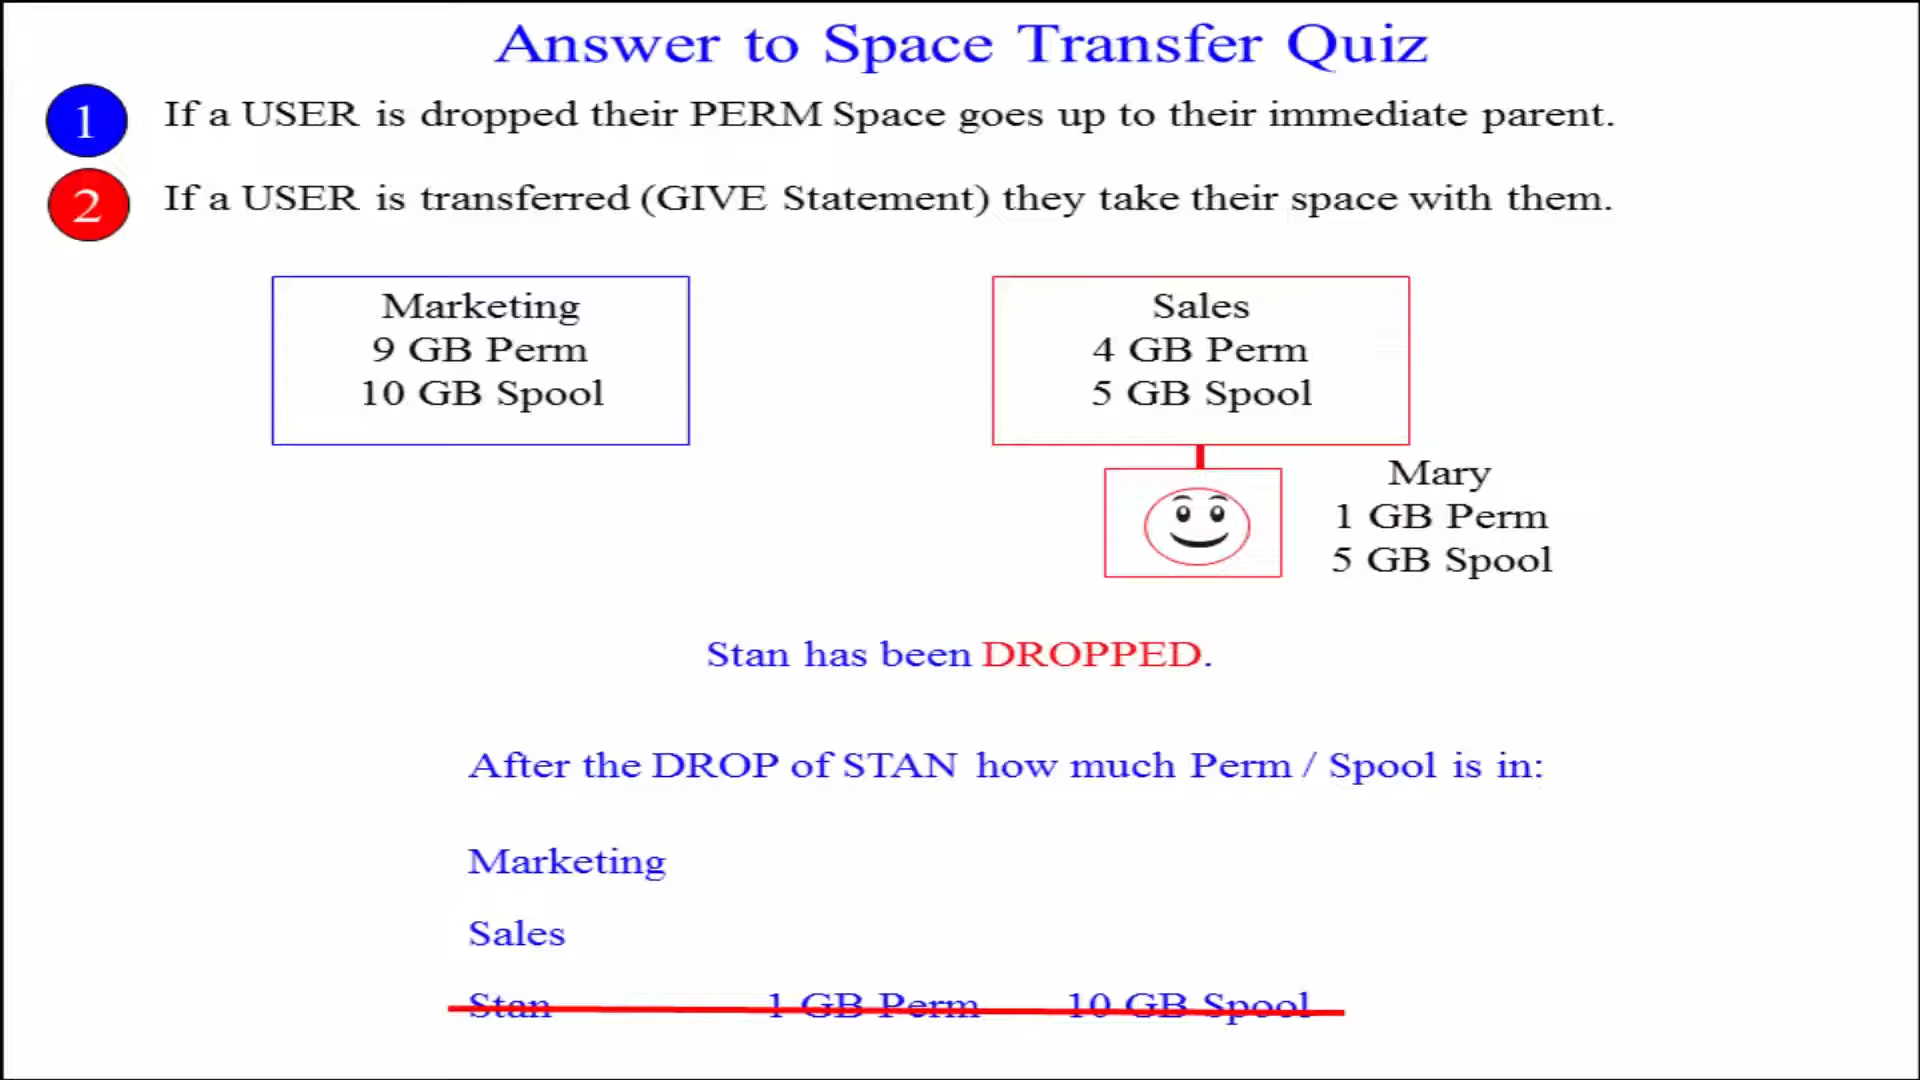 Answer to Space Transfer Quiz
1 If a USER is dropped their PERM Space goes up to their immediate parent.
2 If a USER is transferred (GIVE Statement) they take their space with them.
Marketing
9 GB Perm
10 GB Spool
Sales
4 GB Perm
5 GB Spool
Mary
1 GB Perm
5 GB Spool
Stan has been DROPPED.
After the DROP of STAN how much Perm / Spool is in:
Marketing
Sales
Stan 1 GB Perm 10 GB Spool